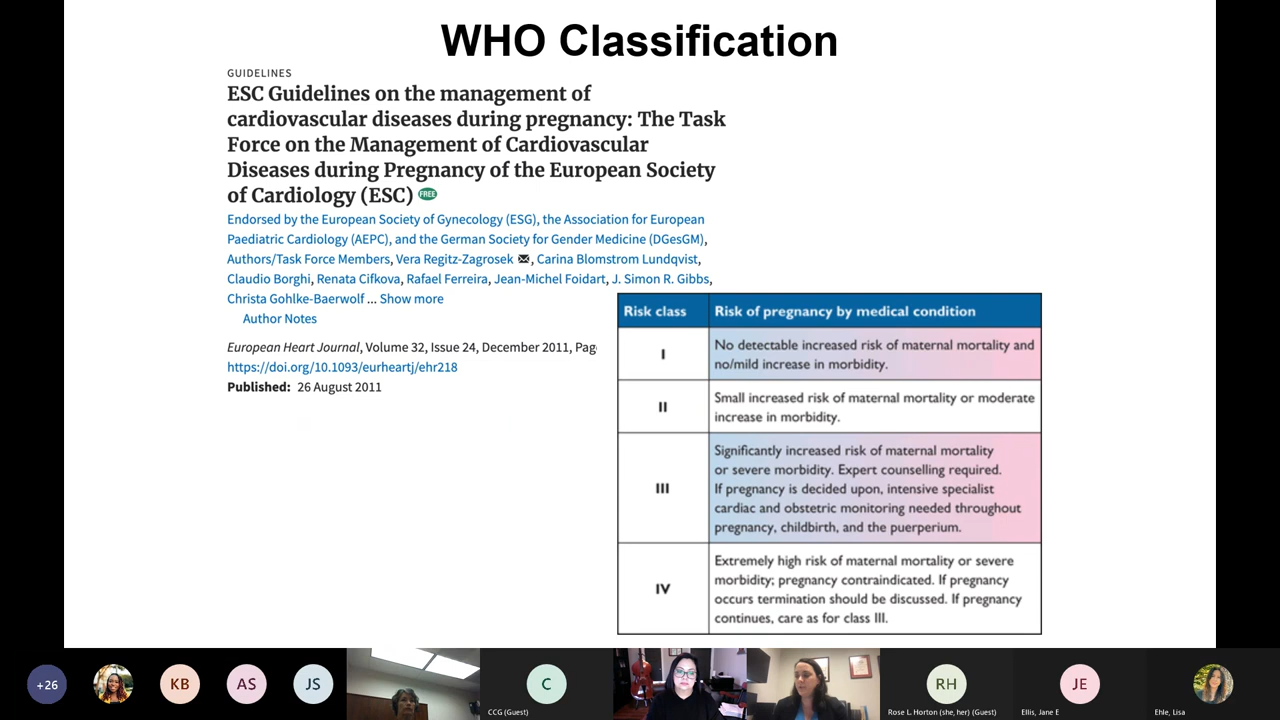 WHO Classification
GUIDELINES
ESC Guidelines on the management of
cardiovascular diseases during pregnancy: The Task
Force on the Management of Cardiovascular
Diseases during Pregnancy of the European Society
of Cardiology (ESC) FREE
Endorsed by the European Society of Gynecology (ESG), the Association for European
Paediatric Cardiology (AEPC), and the German Society for Gender Medicine (DGesGM),
Authors/Task Force Members, Vera Regitz-Zagrosek, Carina Blomstrom Lundqvist,
Claudio Borghi, Renata Cifkova, Rafael Ferreira, Jean-Michel Foidart, J. Simon R. Gibbs,
Christa Gohlke-Baerwolf ... Show more
Author Notes
European Heart Journal, Volume 32, Issue 24, December 2011, Pag
https://doi.org/10.1093/eurheartj/ehr218
Published: 26 August 2011
Risk class
Risk of pregnancy by medical condition
I
No detectable increased risk of maternal mortality and
no/mild increase in morbidity.
II
Small increased risk of maternal mortality or moderate
increase in morbidity.
III
Significantly increased risk of maternal mortality
or severe morbidity. Expert counselling required.
If pregnancy is decided upon, intensive specialist
cardiac and obstetric monitoring needed throughout
pregnancy, childbirth, and the puerperium.
IV
Extremely high risk of maternal mortality or severe
morbidity; pregnancy contraindicated. If pregnancy
occurs termination should be discussed. If pregnancy
continues, care as for class III.
+26
KB
AS
JS
C
CCG (Guest)
RH
Rose L. Horton (she, her) (Guest)
JE
Ellis, Jane E
Ehle, Lisa